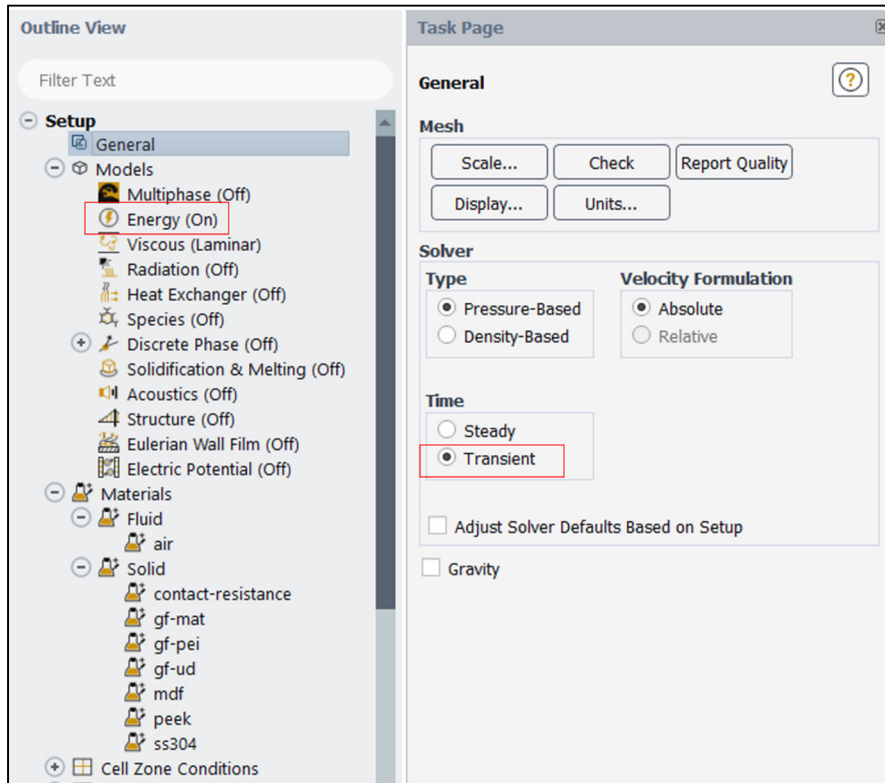 Outline View
Filter Text
Setup
General
Models
Multiphase (Off)
Energy (On)
Viscous (Laminar)
Radiation (Off)
Heat Exchanger (Off)
Species (Off)
Discrete Phase (Off)
Solidification & Melting (Off)
Acoustics (Off)
Structure (Off)
Eulerian Wall Film (Off)
Electric Potential (Off)
Materials
Fluid
air
Solid
contact-resistance
gf-mat
gf-pei
gf-ud
mdf
peek
ss304
Cell Zone Conditions
Task Page
General
?
Mesh
Scale... Check Report Quality
Display... Units...
Solver
Type Velocity Formulation
Pressure-Based Absolute
Density-Based Relative
Time
Steady
Transient
Adjust Solver Defaults Based on Setup
Gravity